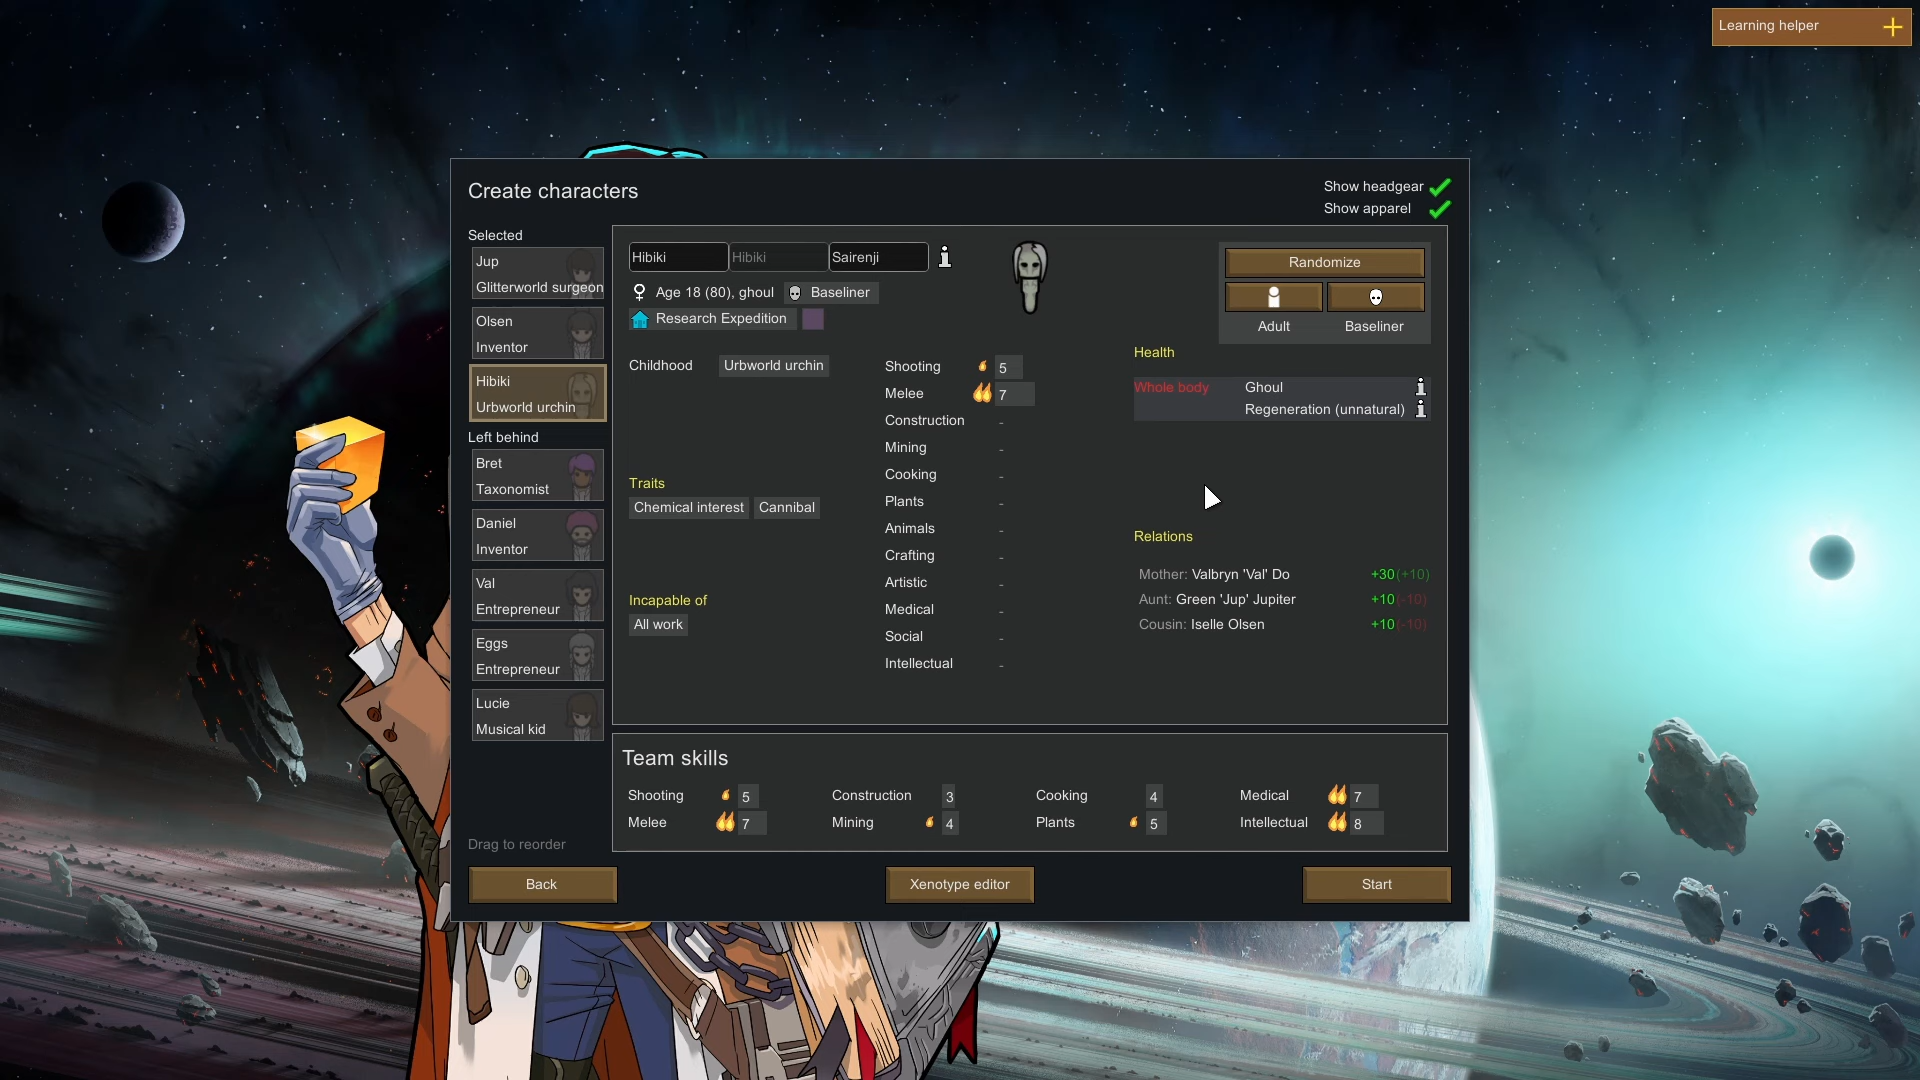 Learning helper
Create characters
Show headgear
Show apparel
Selected
Jup
Glitterworld surgeon
Olsen
Inventor
Hibiki
Urbworld urchin
Left behind
Bret
Taxonomist
Daniel
Inventor
Val
Entrepreneur
Eggs
Entrepreneur
Lucie
Musical kid
Drag to reorder
Hibiki Hibiki Sairenji
Age 18 (80), ghoul Baseliner
Research Expedition
Childhood Urbworld urchin
Traits
Chemical interest Cannibal
Incapable of
All work
Shooting 5
Melee 7
Construction -
Mining -
Cooking -
Plants -
Animals -
Crafting -
Artistic -
Medical -
Social -
Intellectual -
Randomize
Adult Baseliner
Health
Whole body Ghoul
Regeneration (unnatural)
Relations
Mother: Valbryn 'Val' Do +30(+10)
Aunt: Green 'Jup' Jupiter +10(-10)
Cousin: Iselle Olsen +10(-10)
Team skills
Shooting 5 Construction 3 Cooking 4 Medical 7
Melee 7 Mining 4 Plants 5 Intellectual 8
Back Xenotype editor Start